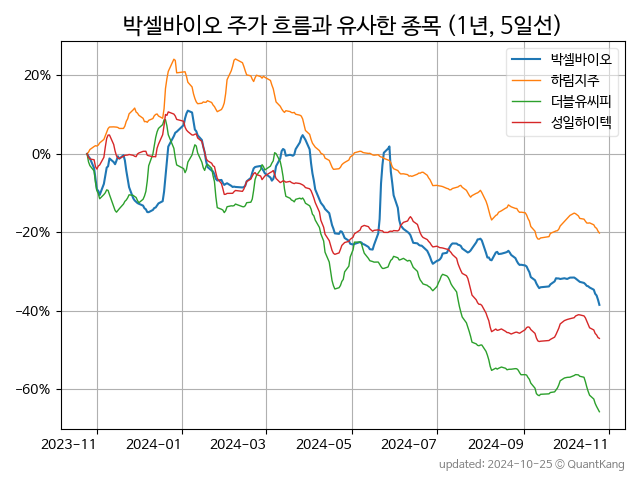 박셀바이오 주가 흐름과 유사한 종목 (1년, 5일선)
박셀바이오
하림지주
더블유씨피
성일하이텍
20%
0%
−20%
−40%
−60%
2023−11 2024−01 2024−03 2024−05 2024−07 2024−09 2024−11
updated: 2024-10-25 © QuantKang